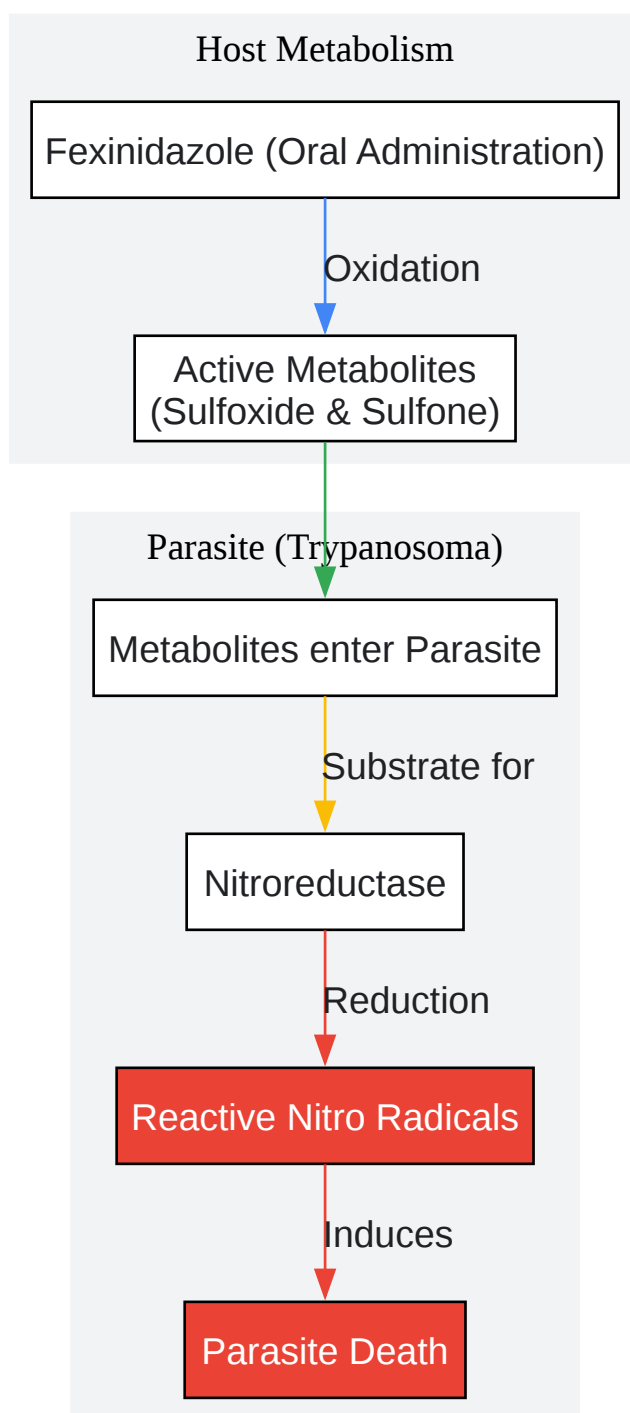 Host Metabolism
Fexinidazole (Oral Administration)
Oxidation
Active Metabolites
(Sulfoxide & Sulfone)
Parasite (Trypanosoma)
Metabolites enter Parasite
Substrate for
Nitroreductase
Reduction
Reactive Nitro Radicals
Induces
Parasite Death